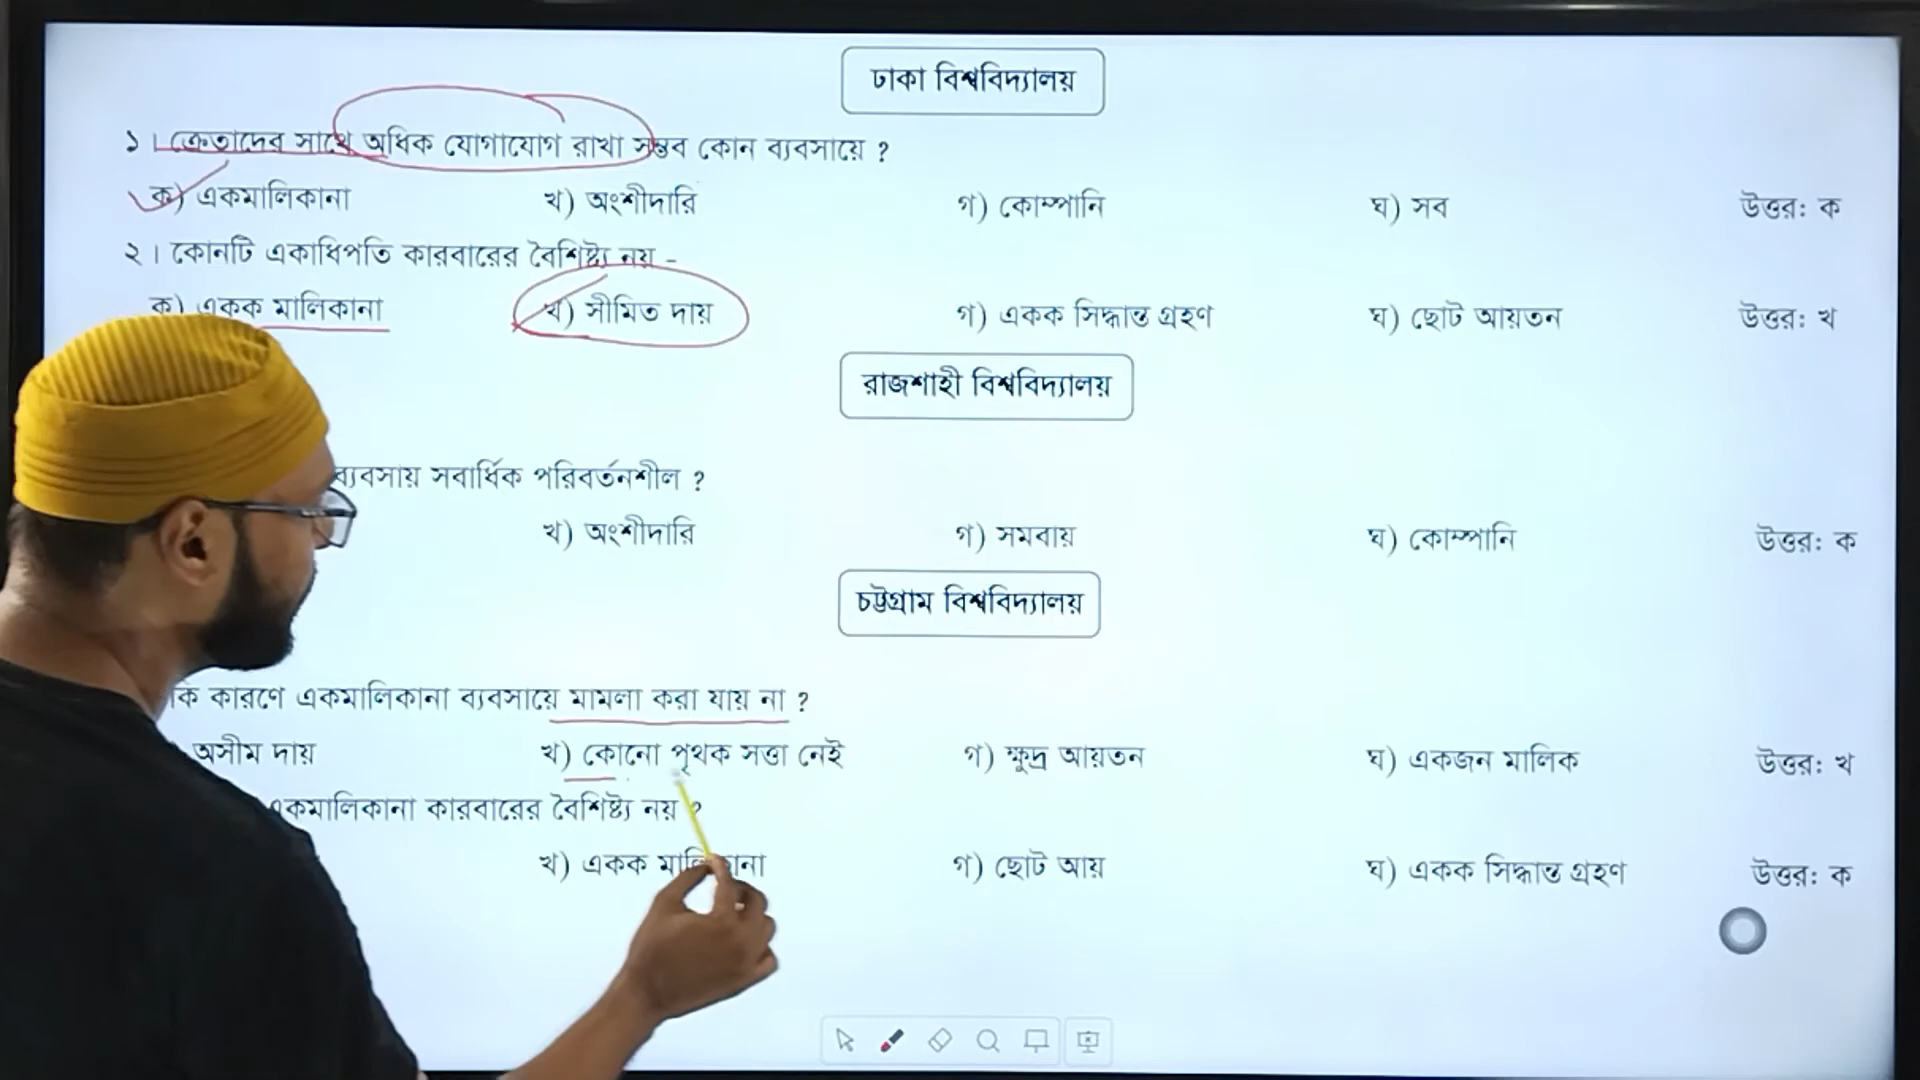 ঢাকা বিশ্ববিদ্যালয়
১। ক্রেতাদের সাথে অধিক যোগাযোগ রাখা সম্ভব কোন ব্যবসায়ে ?
ক) একমালিকানা খ) অংশীদারি গ) কোম্পানি ঘ) সব উত্তর: ক
২। কোনটি একাধিপতি কারবারের বৈশিষ্ট্য নয় -
ক) একক মালিকানা খ) সীমিত দায় গ) একক সিদ্ধান্ত গ্রহণ ঘ) ছোট আয়তন উত্তর: খ
রাজশাহী বিশ্ববিদ্যালয়
ব্যবসায় সবার্ধিক পরিবর্তনশীল ?
খ) অংশীদারি গ) সমবায় ঘ) কোম্পানি উত্তর: ক
চট্টগ্রাম বিশ্ববিদ্যালয়
কি কারণে একমালিকানা ব্যবসায়ে মামলা করা যায় না ?
অসীম দায় খ) কোনো পৃথক সত্তা নেই গ) ক্ষুদ্র আয়তন ঘ) একজন মালিক উত্তর: খ
একমালিকানা কারবারের বৈশিষ্ট্য নয় ?
খ) একক মালিকানা গ) ছোট আয় ঘ) একক সিদ্ধান্ত গ্রহণ উত্তর: ক